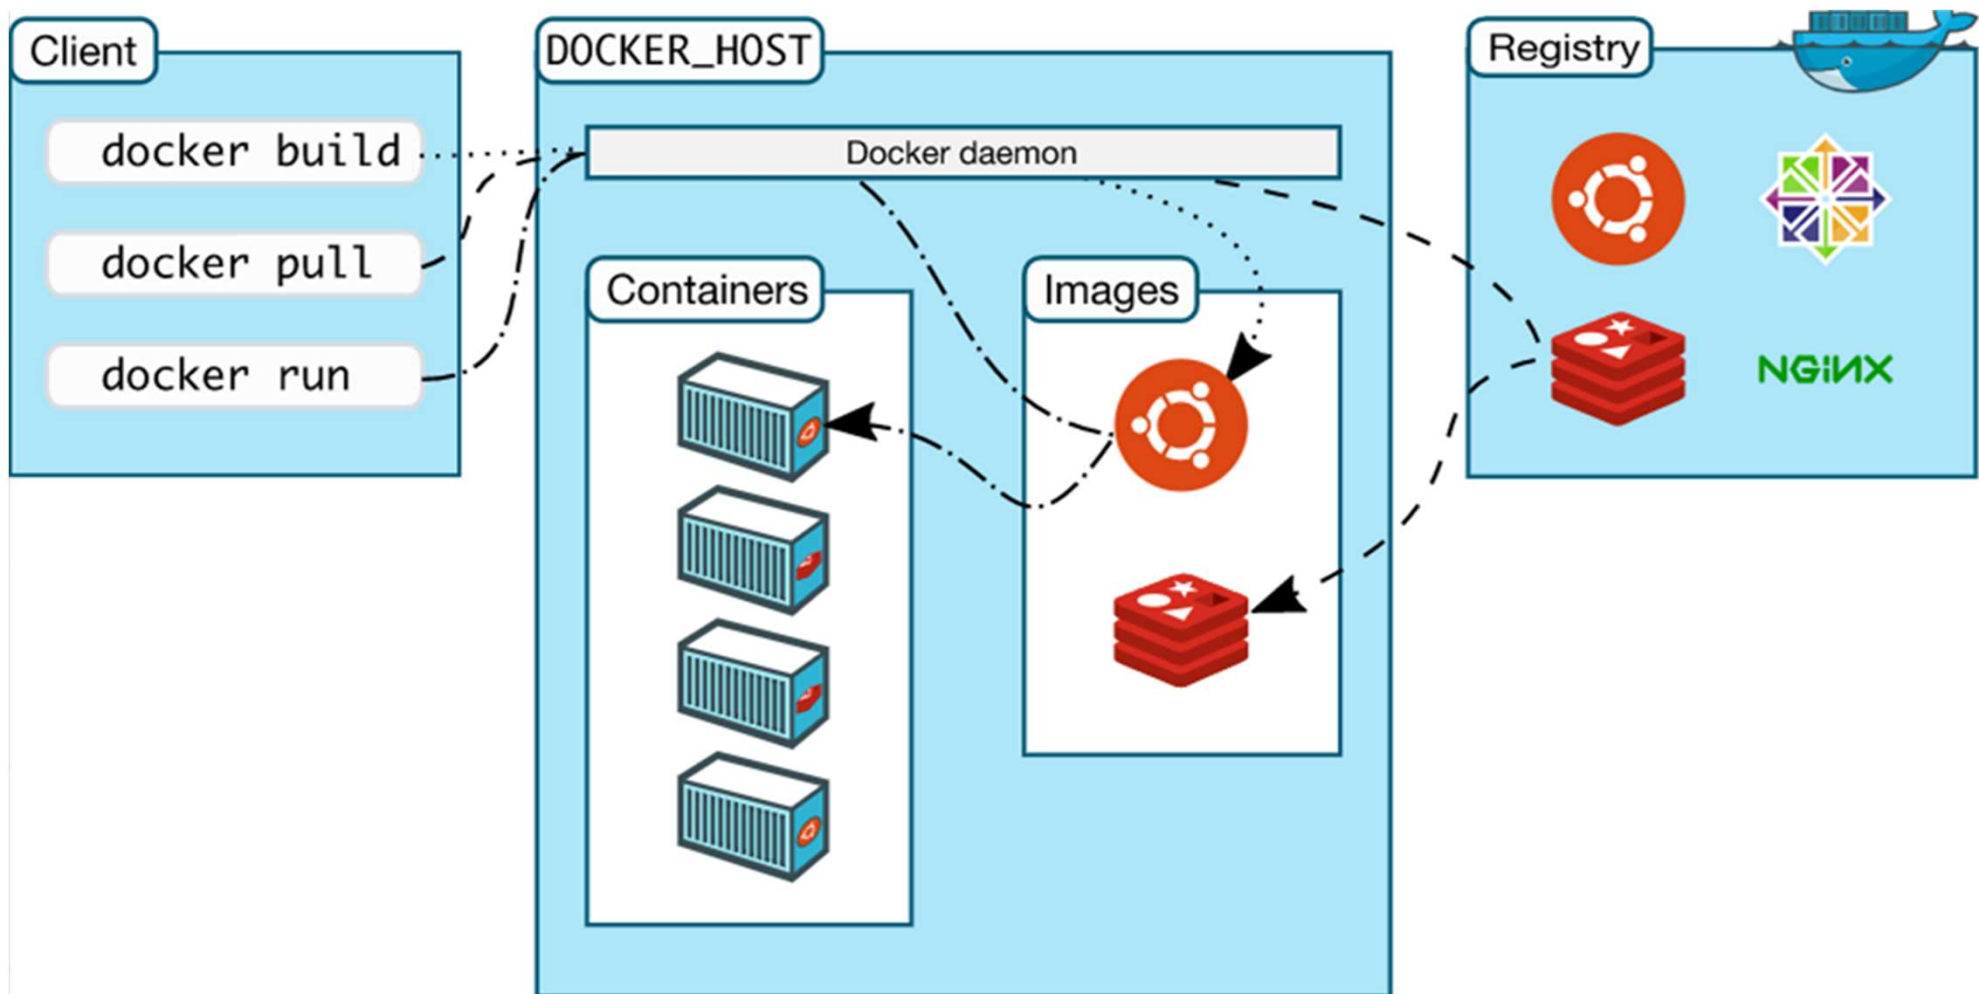 Client
docker build
docker pull
docker run
DOCKER_HOST
Docker daemon
Containers
Images
Registry
NGiNX